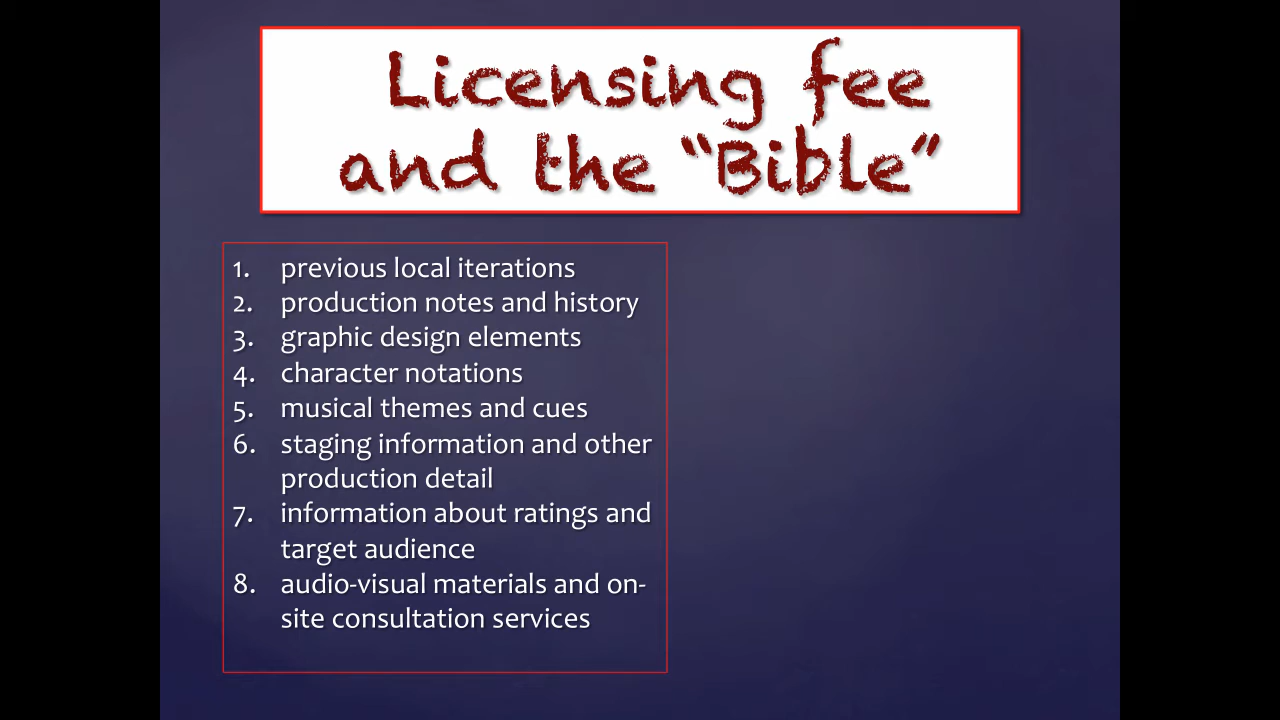 Licensing fee
and the “Bible”
1. previous local iterations
2. production notes and history
3. graphic design elements
4. character notations
5. musical themes and cues
6. staging information and other
production detail
7. information about ratings and
target audience
8. audio-visual materials and on-
site consultation services